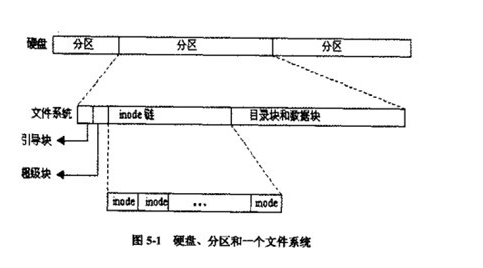 硬盘 分区 分区 分区
文件系统 inode 链 目录块和数据块
引导块
超级块
inode inode ... inode
图 5-1 硬盘、分区和一个文件系统